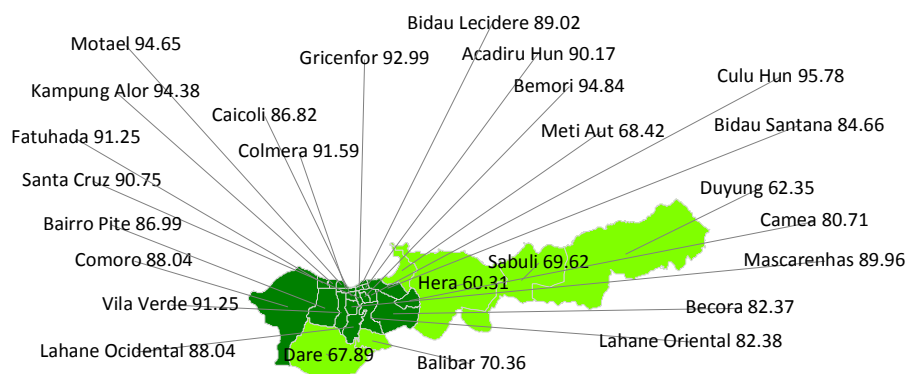 Bidau Lecidere 89.02
Motael 94.65
Gricenfor 92.99
Acadiru Hun 90.17
Culu Hun 95.78
Kampung Alor 94.38
Bemori 94.84
Caicoli 86.82
Bidau Santana 84.66
Fatuhada 91.25
Meti Aut 68.42
Colmera 91.59
Santa Cruz 90.75
Duyung 62.35
Bairro Pite 86.99
Camea 80.71
Comoro 88.04
Sabuli 69.62
Mascarenhas 89.96
Hera 60.31
Vila Verde 91.25
Becora 82.37
Lahane Oriental 82.38
Lahane Ocidental 88.04
Dare 67.89
Balibar 70.36